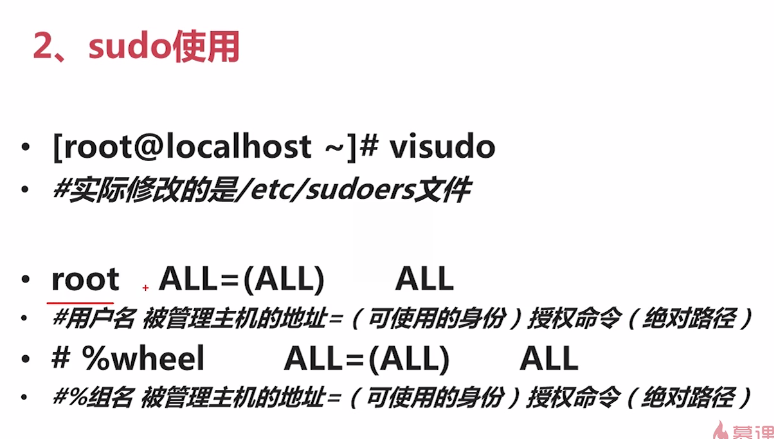 2、sudo使用
• [root@localhost ~]# visudo
• #实际修改的是/etc/sudoers文件
• root ALL=(ALL) ALL
• #用户名 被管理主机的地址=（可使用的身份）授权命令（绝对路径）
• # %wheel ALL=(ALL) ALL
• #%组名 被管理主机的地址=（可使用的身份）授权命令（绝对路径）
慕课